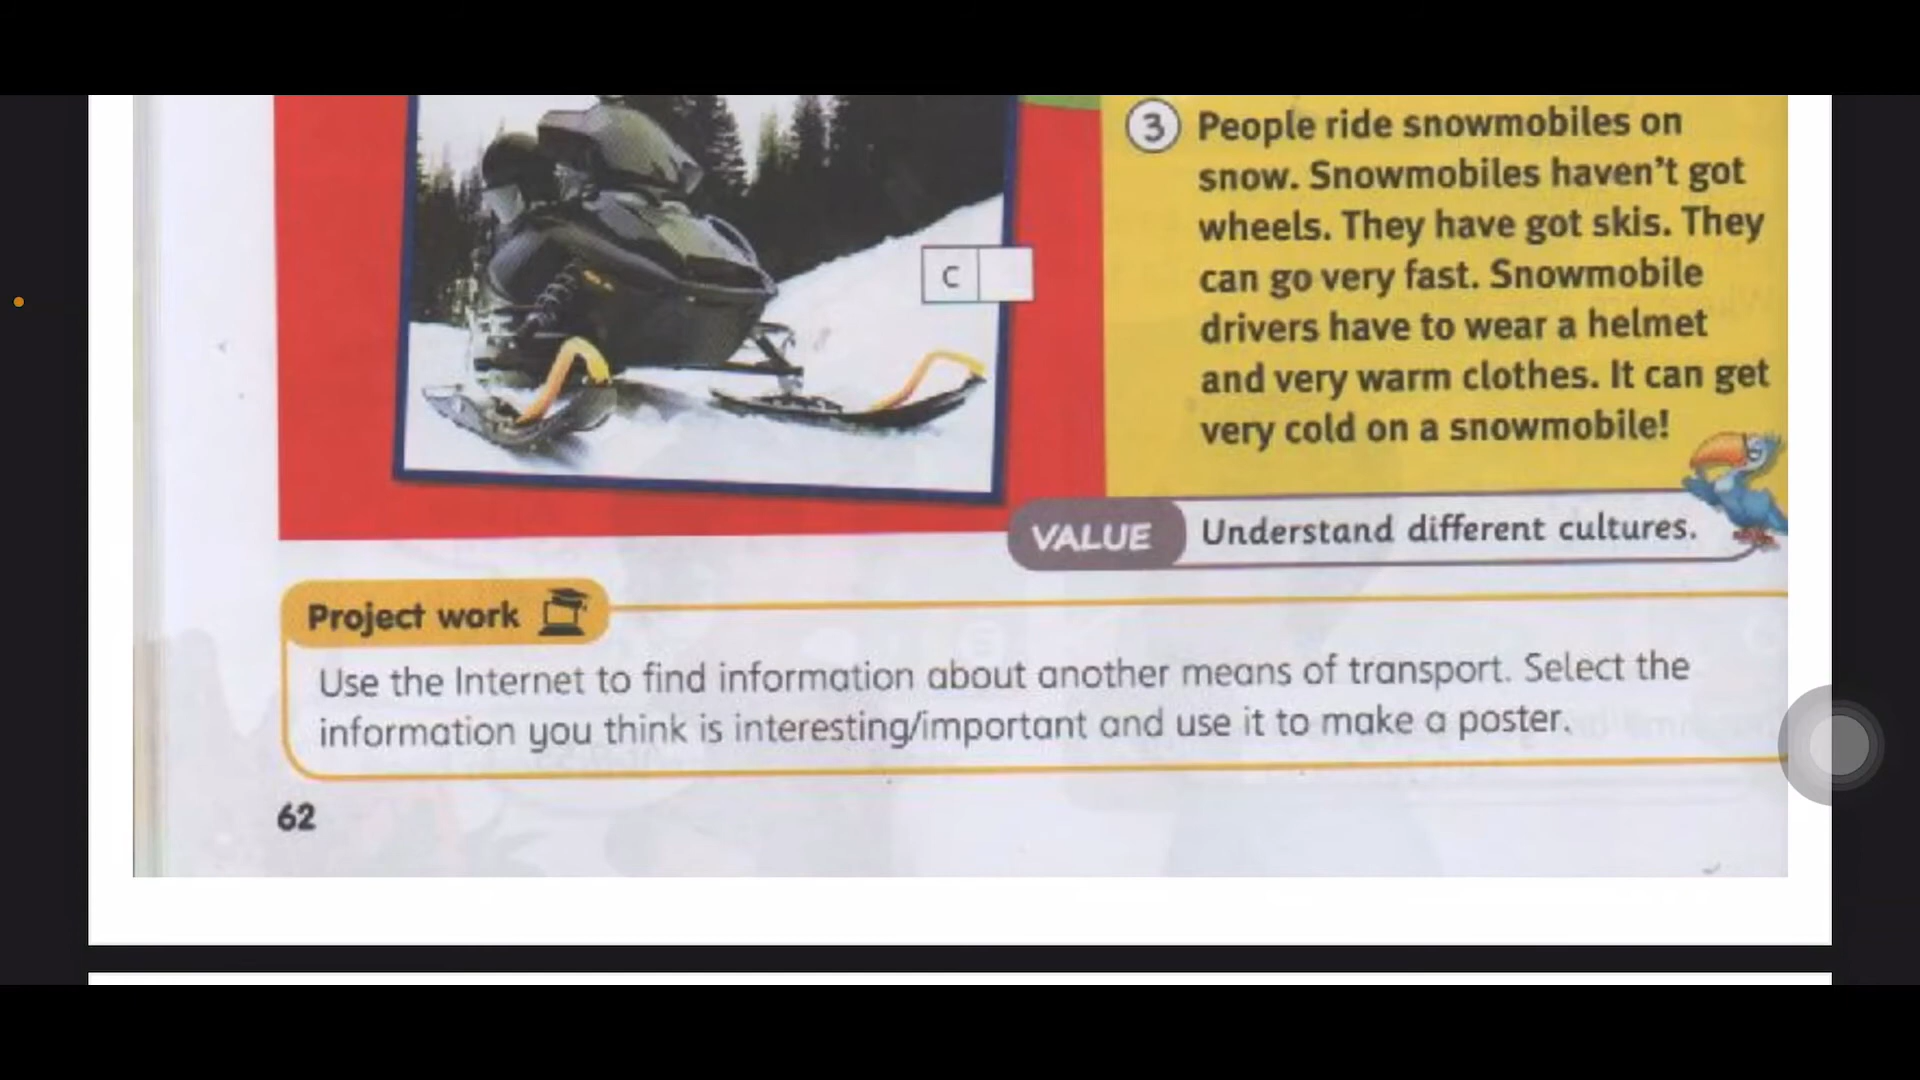 3 People ride snowmobiles on
snow. Snowmobiles haven't got
wheels. They have got skis. They
can go very fast. Snowmobile
drivers have to wear a helmet
and very warm clothes. It can get
very cold on a snowmobile!
C
VALUE Understand different cultures.
Project work
Use the Internet to find information about another means of transport. Select the
information you think is interesting/important and use it to make a poster.
62